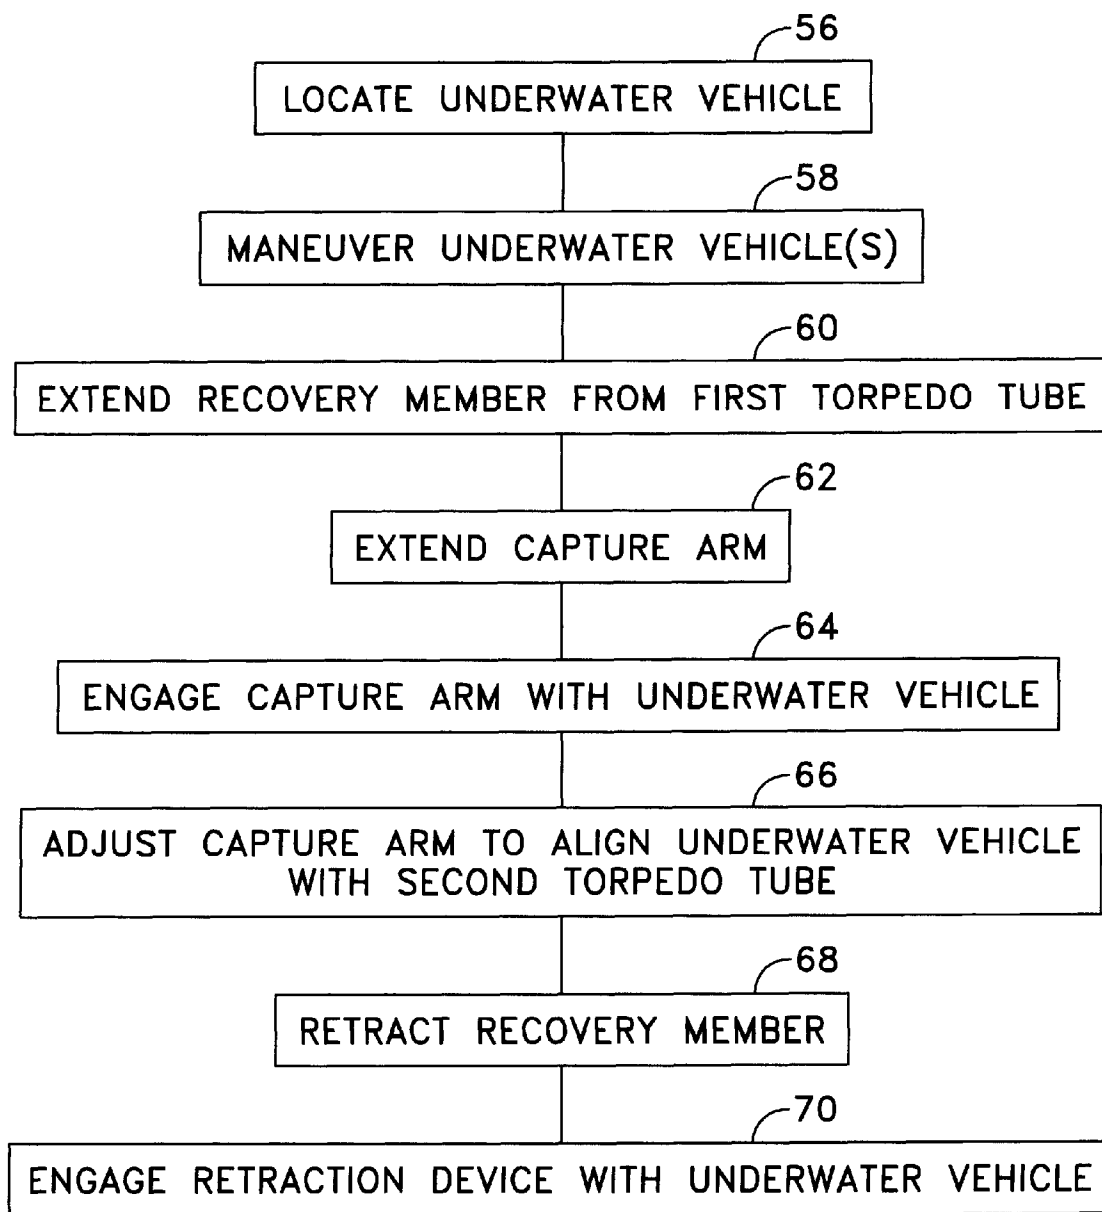 56
LOCATE UNDERWATER VEHICLE
58
MANEUVER UNDERWATER VEHICLE(S)
60
EXTEND RECOVERY MEMBER FROM FIRST TORPEDO TUBE
62
EXTEND CAPTURE ARM
64
ENGAGE CAPTURE ARM WITH UNDERWATER VEHICLE
66
ADJUST CAPTURE ARM TO ALIGN UNDERWATER VEHICLE
WITH SECOND TORPEDO TUBE
68
RETRACT RECOVERY MEMBER
70
ENGAGE RETRACTION DEVICE WITH UNDERWATER VEHICLE